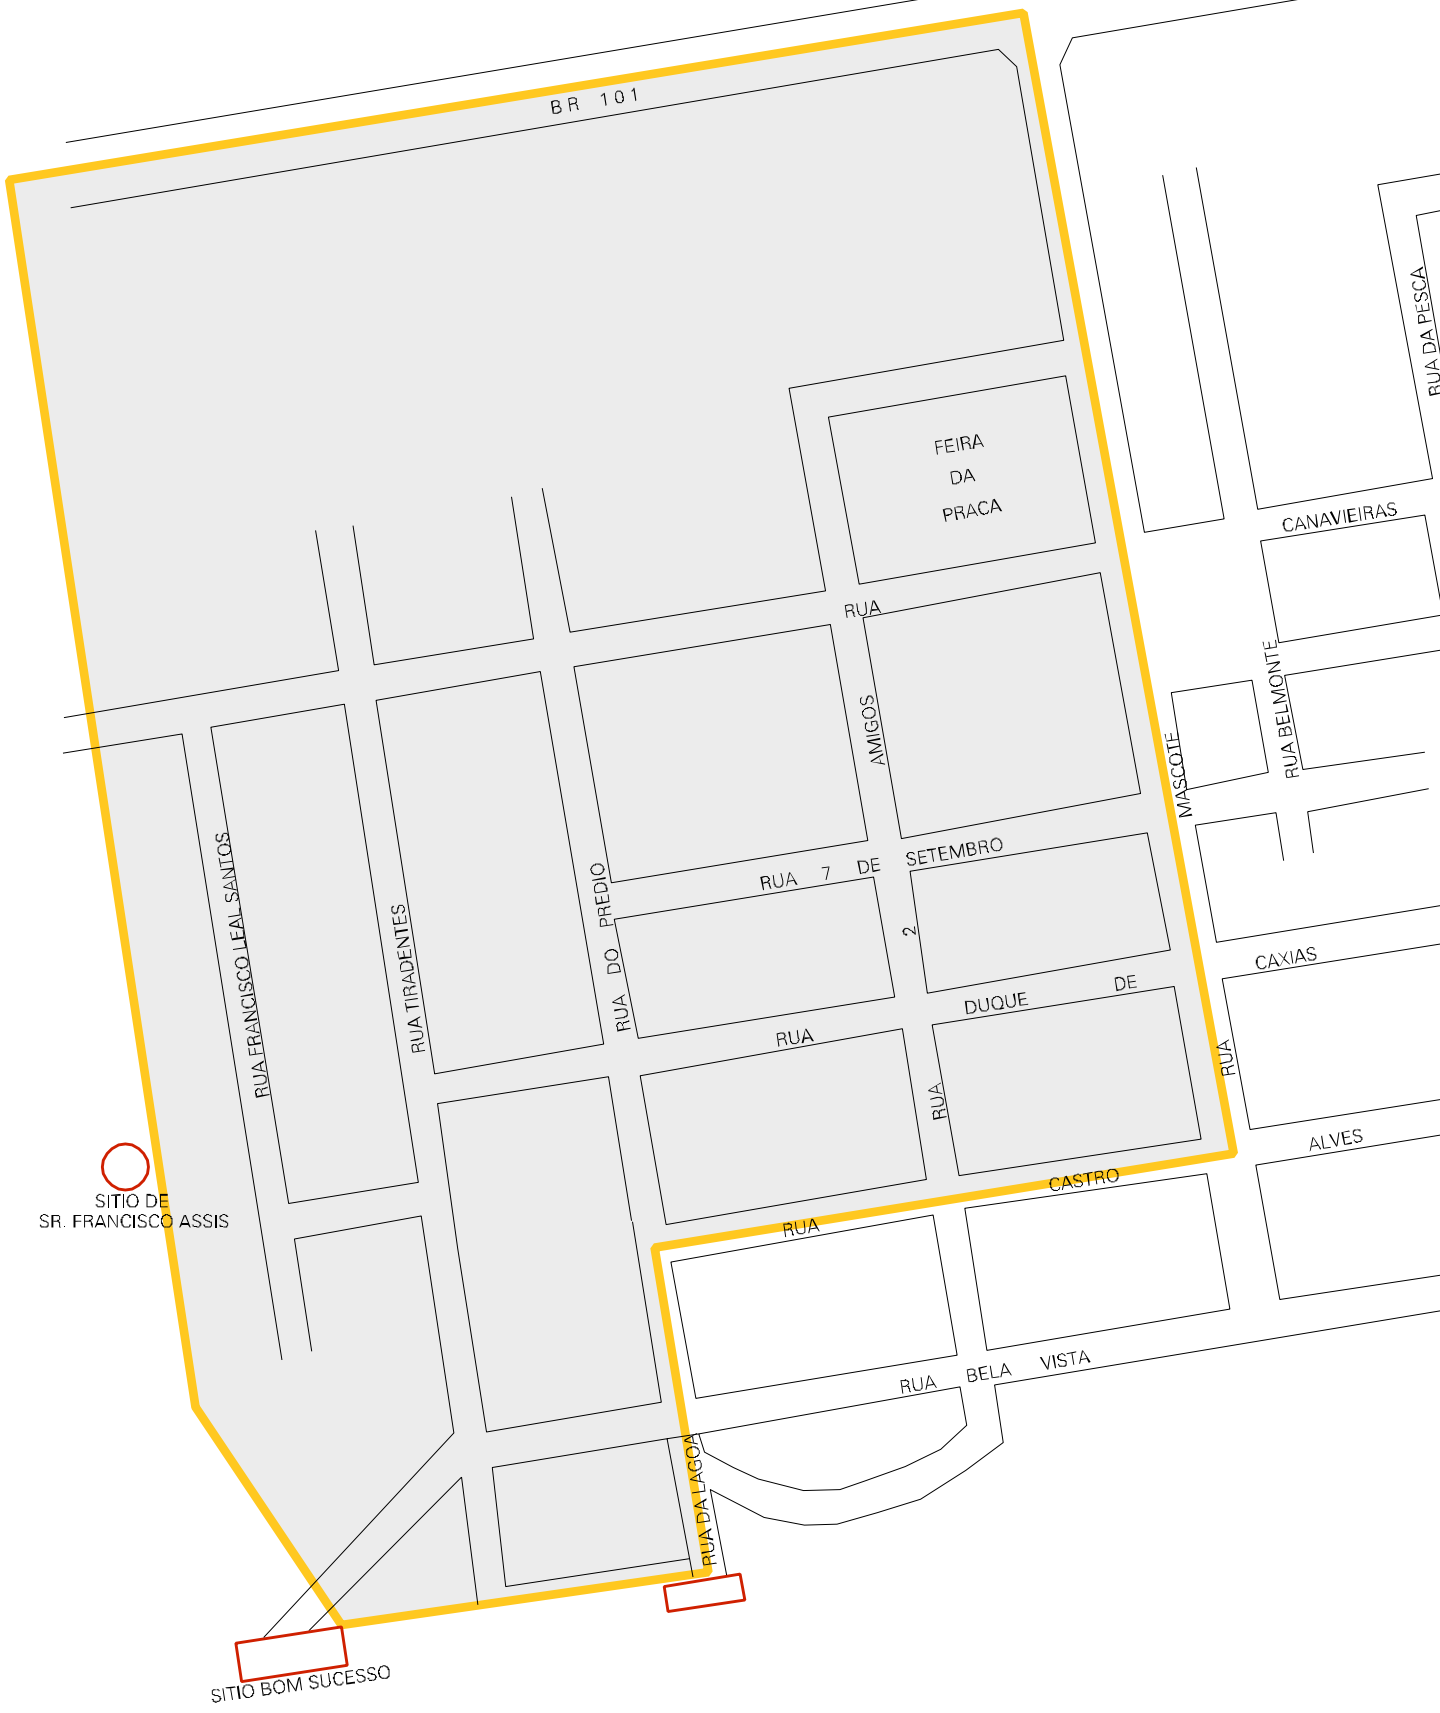 BR 101
RUA DA PESCA
FEIRA
DA
PRACA
CANAVIEIRAS
RUA
AMIGOS
RUA BELMONTE
MASCOTE
RUA 7 DE SETEMBRO
RUA FRANCISCO LEAL SANTOS
RUA TIRADENTES
RUA DO PREDIO
2
CAXIAS
RUA DUQUE DE
RUA
RUA
ALVES
SITIO DE
SR. FRANCISCO ASSIS
RUA CASTRO
RUA BELA VISTA
RUA DA LAGOA
SITIO BOM SUCESSO